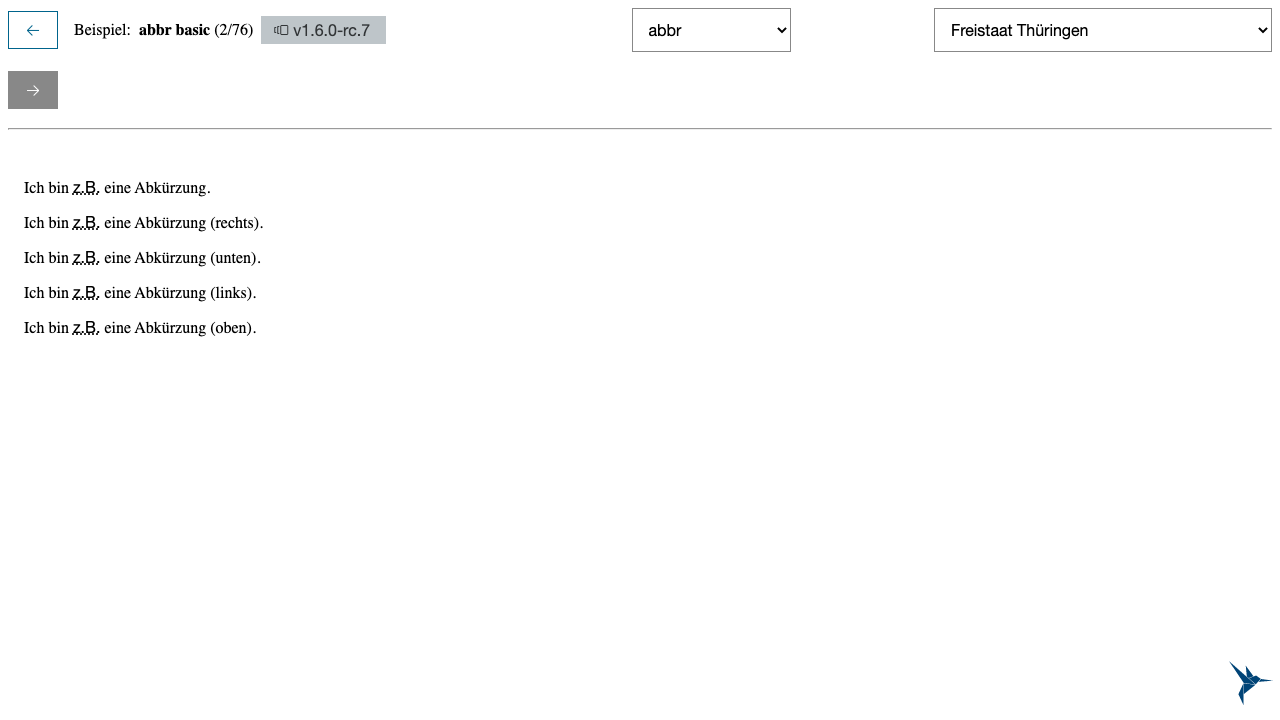 ← Beispiel: abbr basic (2/76) v1.6.0-rc.7 abbr Freistaat Thüringen
→
Ich bin z.B. eine Abkürzung.
Ich bin z.B. eine Abkürzung (rechts).
Ich bin z.B. eine Abkürzung (unten).
Ich bin z.B. eine Abkürzung (links).
Ich bin z.B. eine Abkürzung (oben).